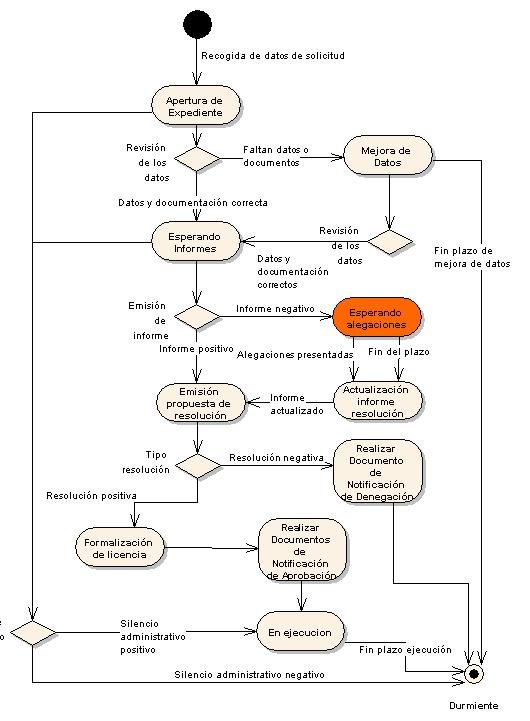 Recogida de datos de solicitud
Apertura de
Expediente
Revisión
de los
datos
Faltan datos o
documentos
Mejora de
Datos
Datos y documentación correcta
Esperando
Informes
Revisión
de los
datos
Datos y
documentación
correctos
Fin plazo de
mejora de datos
Emisión
de
informe
Informe negativo
Esperando
alegaciones
Informe positivo
Alegaciones presentadas
Fin del plazo
Emisión
propuesta de
resolución
Informe
actualizado
Actualización
informe
resolución
Tipo
resolución
Resolución negativa
Realizar
Documento
de
Notificación
de Denegación
Resolución positiva
Formalización
de licencia
Realizar
Documentos
de
Notificación
de Aprobación
Silencio
administrativo
positivo
En ejecucion
Fin plazo ejecución
Silencio administrativo negativo
Durmiente